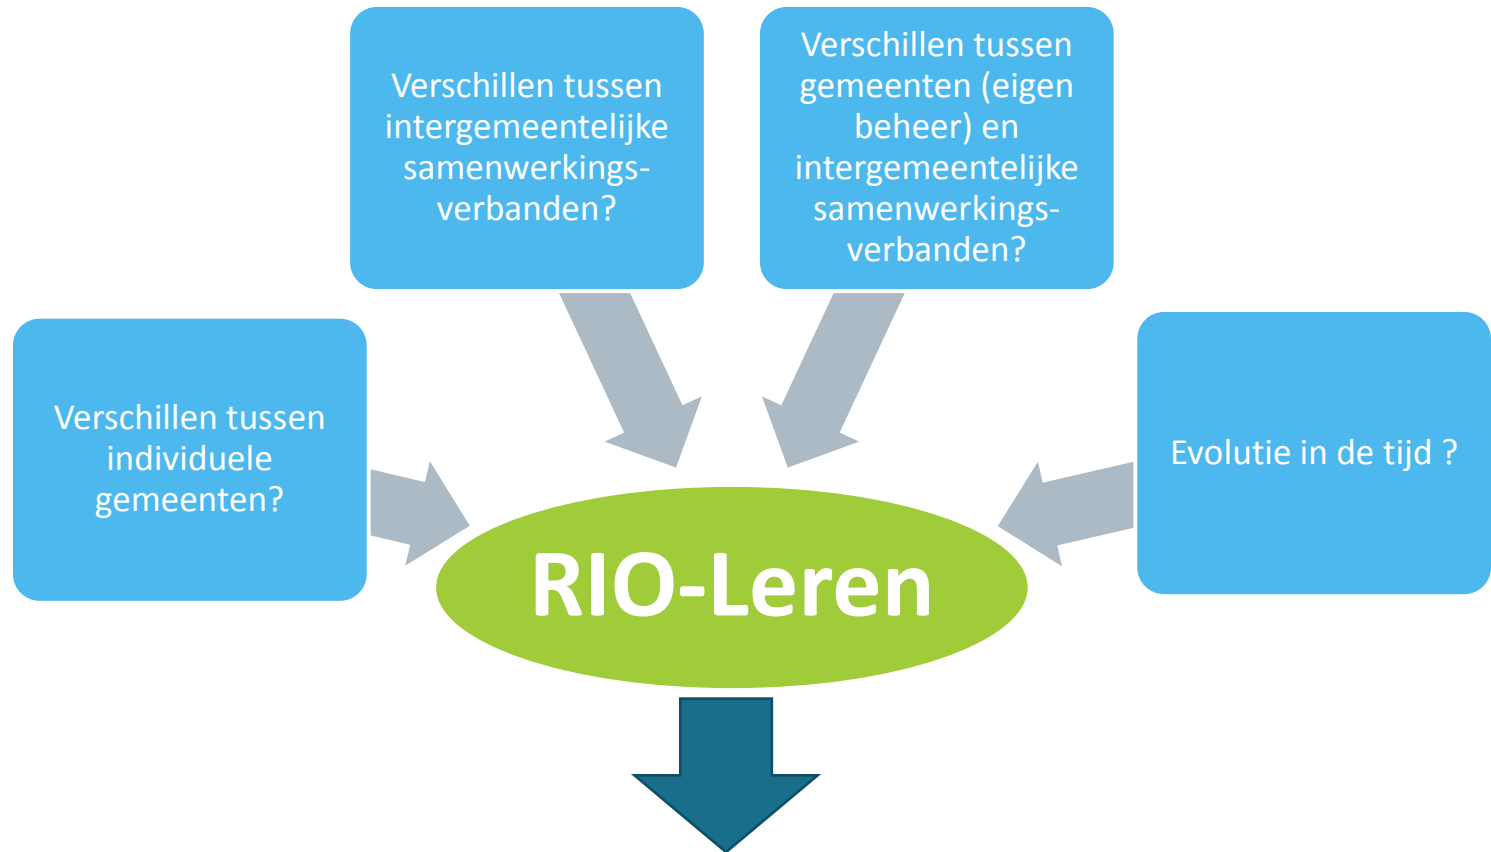 Verschillen tussen
individuele
gemeenten?
Verschillen tussen
intergemeentelijke
samenwerkings-
verbanden?
Verschillen tussen
gemeenten (eigen
beheer) en
intergemeentelijke
samenwerkings-
verbanden?
Evolutie in de tijd ?
RIO-Leren